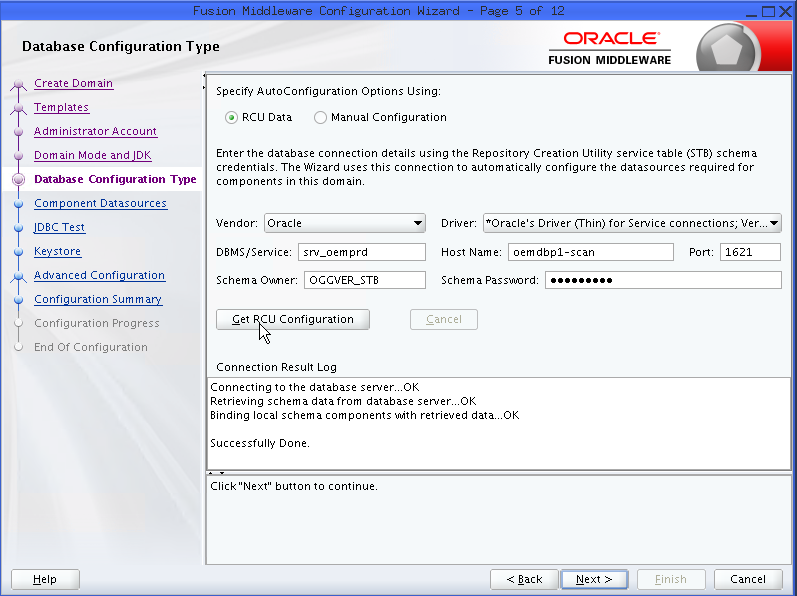 Fusion Middleware Configuration Wizard - Page 5 of 12
Database Configuration Type
ORACLE
FUSION MIDDLEWARE
Create Domain
Templates
Administrator Account
Domain Mode and JDK
Database Configuration Type
Component Datasources
JDBC Test
Keystore
Advanced Configuration
Configuration Summary
Configuration Progress
End Of Configuration
Specify AutoConfiguration Options Using:
RCU Data Manual Configuration
Enter the database connection details using the Repository Creation Utility service table (STB) schema
credentials. The Wizard uses this connection to automatically configure the datasources required for
components in this domain.
Vendor: Oracle Driver: *Oracle's Driver (Thin) for Service connections; Ver...
DBMS/Service: srv_oemprd Host Name: oemdbp1-scan Port: 1621
Schema Owner: OGGVER_STB Schema Password: •••••••••
Get RCU Configuration Cancel
Connection Result Log
Connecting to the database server...OK
Retrieving schema data from database server...OK
Binding local schema components with retrieved data...OK
Successfully Done.
Click "Next" button to continue.
Help < Back Next > Finish Cancel